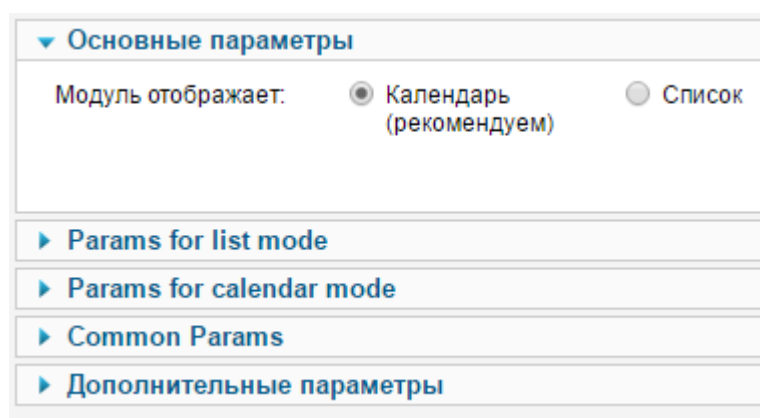 Основные параметры
Модуль отображает: Календарь (рекомендуем) Список
Params for list mode
Params for calendar mode
Common Params
Дополнительные параметры